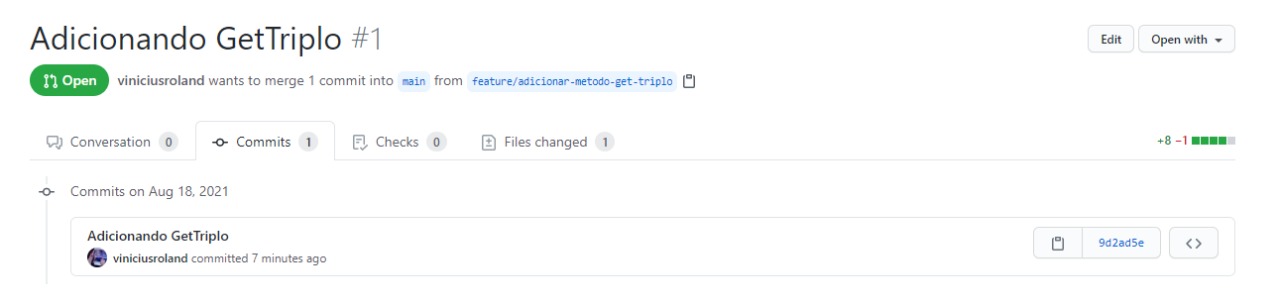 Adicionando GetTriplo #1
Edit
Open with
Open viniciusroland wants to merge 1 commit into main from feature/adicionar-metodo-get-triplo
Conversation 0 Commits 1 Checks 0 Files changed 1 +8 −1
Commits on Aug 18, 2021
Adicionando GetTriplo
viniciusroland committed 7 minutes ago
9d2ad5e